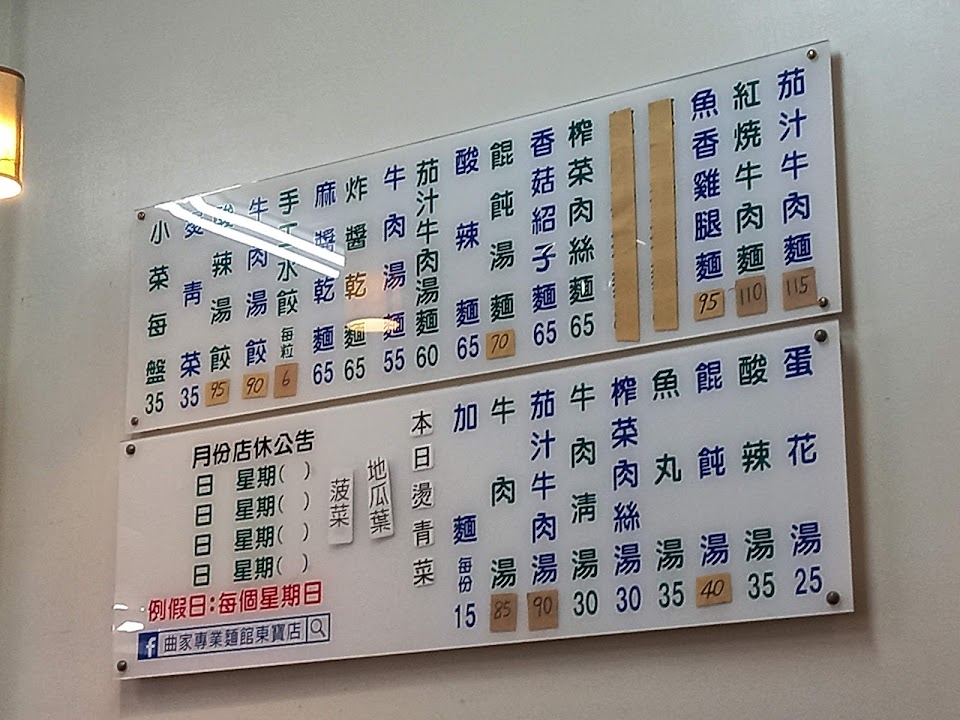 茄汁牛肉麵 115
紅燒牛肉麵 110
魚香雞腿麵 95
榨菜肉絲麵 65
香菇紹子麵 65
餛飩湯麵 70
酸辣麵 65
茄汁牛肉湯麵 60
牛肉湯麵 55
炸醬乾麵 65
麻醬乾麵 65
手工水餃 每粒 6
牛肉湯餃 90
酸辣湯餃 95
燙青菜 35
小菜每盤 35
蛋花湯 25
酸辣湯 35
餛飩湯 40
魚丸湯 35
榨菜肉絲湯 30
牛肉清湯 30
茄汁牛肉湯 90
牛肉湯 85
加麵 每份 15
本日燙青菜
地瓜葉
菠菜
月份店休公告
日 星期( )
日 星期( )
日 星期( )
日 星期( )
例假日:每個星期日
f 曲家專業麵館東寶店